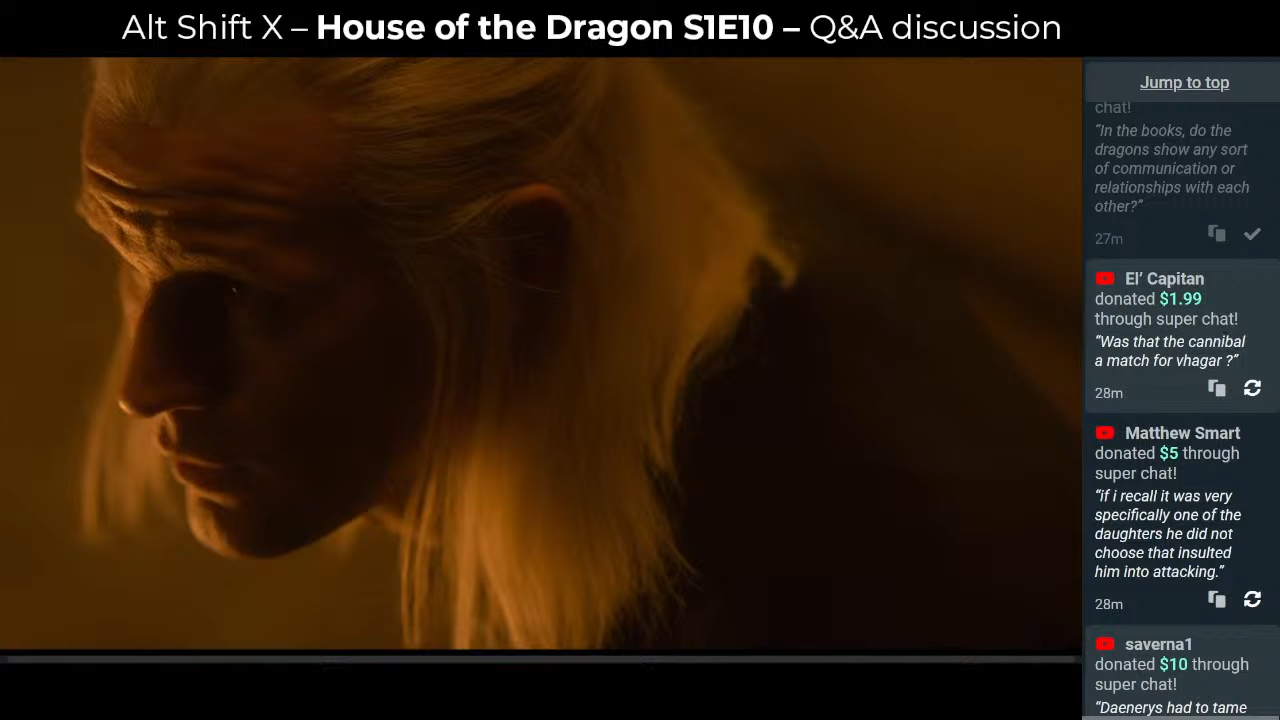 Alt Shift X – House of the Dragon S1E10 – Q&A discussion
Jump to top
chat!
“In the books, do the
dragons show any sort
of communication or
relationships with each
other?”
27m
El’ Capitan
donated $1.99
through super chat!
“Was that the cannibal
a match for vhagar ?”
28m
Matthew Smart
donated $5 through
super chat!
“if i recall it was very
specifically one of the
daughters he did not
choose that insulted
him into attacking.”
28m
saverna1
donated $10 through
super chat!
“Daenerys had to tame